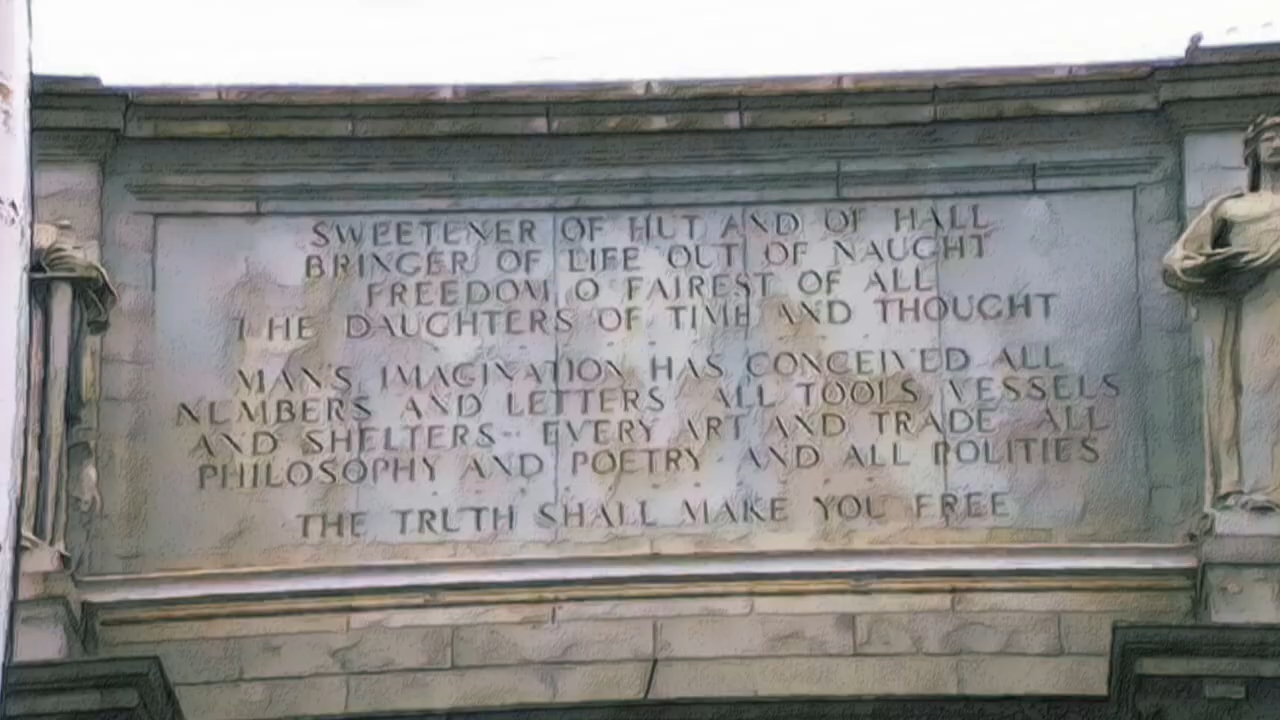 SWEETENER OF HUT AND OF HALL
BRINGER OF LIFE OUT OF NAUGHT
FREEDOM O FAIREST OF ALL
THE DAUGHTERS OF TIME AND THOUGHT
MAN'S IMAGINATION HAS CONCEIVED ALL
NUMBERS AND LETTERS ALL TOOLS VESSELS
AND SHELTERS·· EVERY ART AND TRADE ALL
PHILOSOPHY AND POETRY · AND ALL POLITIES
THE TRUTH SHALL MAKE YOU FREE